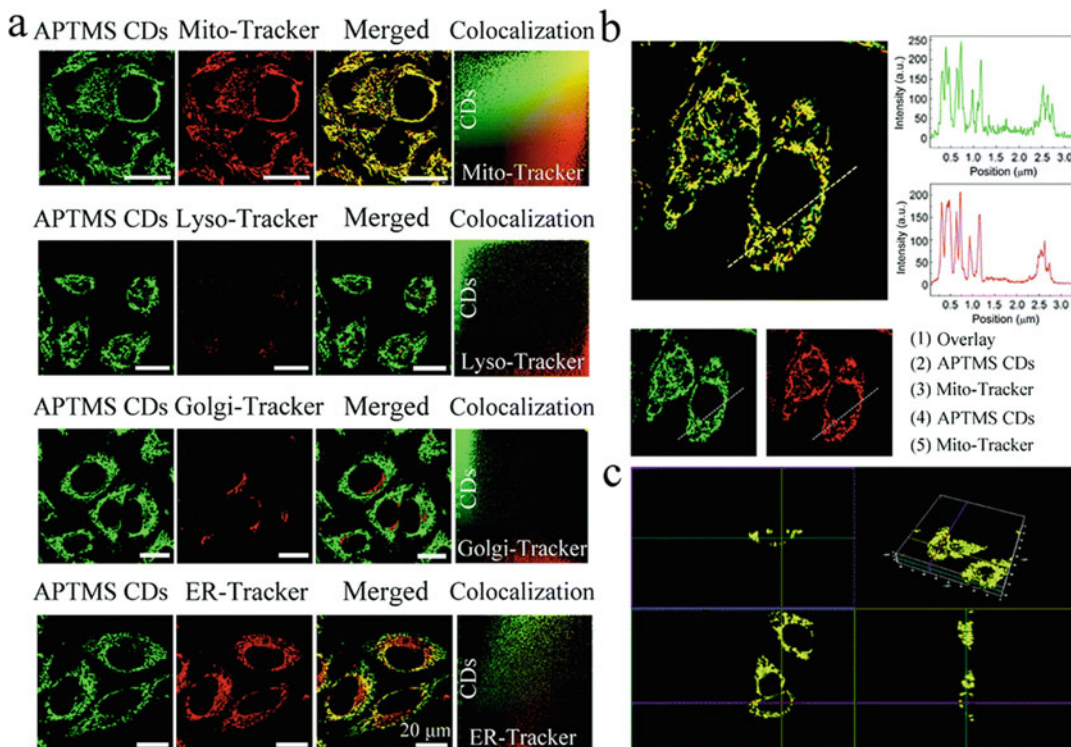 a
APTMS CDs Mito-Tracker Merged Colocalization
CDs
Mito-Tracker
APTMS CDs Lyso-Tracker Merged Colocalization
CDs
Lyso-Tracker
APTMS CDs Golgi-Tracker Merged Colocalization
CDs
Golgi-Tracker
APTMS CDs ER-Tracker Merged Colocalization
CDs
20 μm
ER-Tracker
b
Intensity (a.u.)
250
200
150
100
50
0
0.5 1.0 1.5 2.0 2.5 3.0
Position (μm)
Intensity (a.u.)
250
200
150
100
50
0
0.5 1.0 1.5 2.0 2.5 3.0
Position (μm)
(1) Overlay
(2) APTMS CDs
(3) Mito-Tracker
(4) APTMS CDs
(5) Mito-Tracker
c